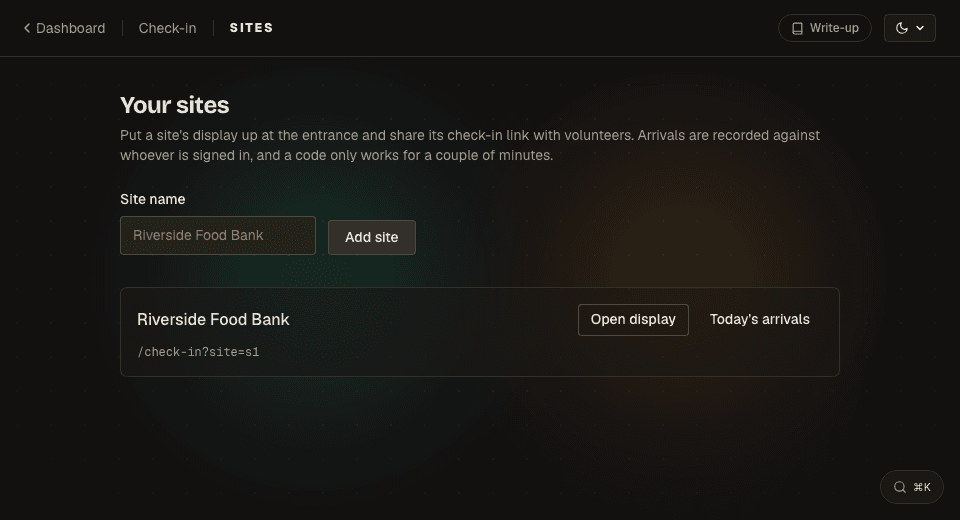 Dashboard
Check-in
SITES
Write-up
Your sites
Put a site's display up at the entrance and share its check-in link with volunteers. Arrivals are recorded against
whoever is signed in, and a code only works for a couple of minutes.
Site name
Riverside Food Bank
Add site
Riverside Food Bank
Open display
Today's arrivals
/check-in?site=s1
⌘K